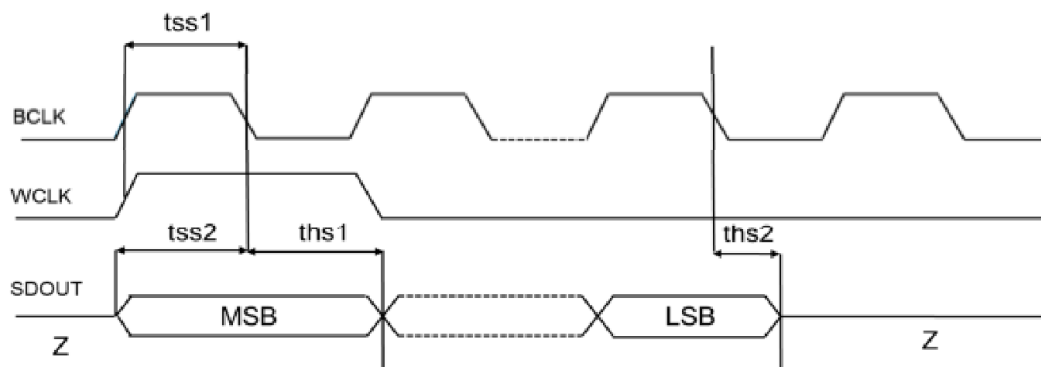 tss1
BCLK
WCLK
tss2
ths1
ths2
SDOUT
MSB
LSB
Z
Z